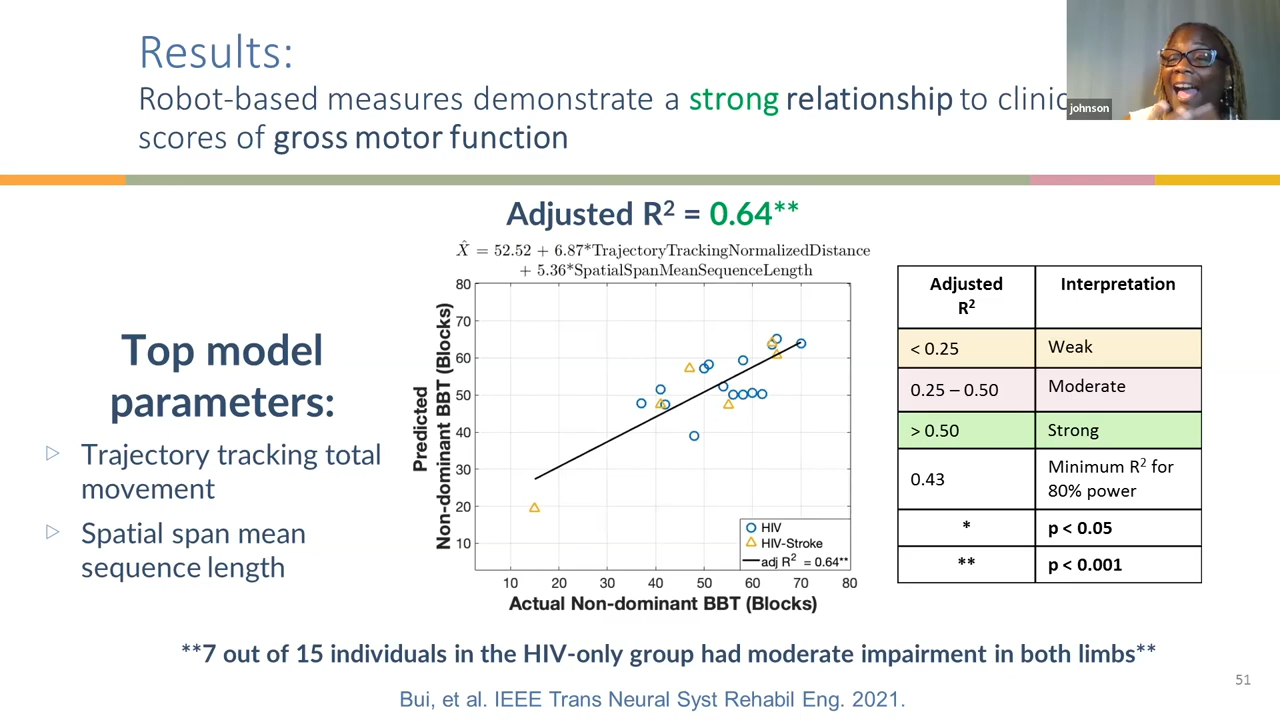 Results:
Robot-based measures demonstrate a strong relationship to clinic
scores of gross motor function
johnson
Adjusted R² = 0.64**
X̂ = 52.52 + 6.87*TrajectoryTrackingNormalizedDistance
+ 5.36*SpatialSpanMeanSequenceLength
Top model
parameters:
▷ Trajectory tracking total
movement
▷ Spatial span mean
sequence length
Predicted
Non-dominant BBT (Blocks)
80
70
60
50
40
30
20
10
10 20 30 40 50 60 70 80
Actual Non-dominant BBT (Blocks)
HIV
HIV-Stroke
adj R² = 0.64**
Adjusted R² Interpretation
< 0.25 Weak
0.25 – 0.50 Moderate
> 0.50 Strong
0.43 Minimum R² for
80% power
* p < 0.05
** p < 0.001
**7 out of 15 individuals in the HIV-only group had moderate impairment in both limbs**
Bui, et al. IEEE Trans Neural Syst Rehabil Eng. 2021.
51